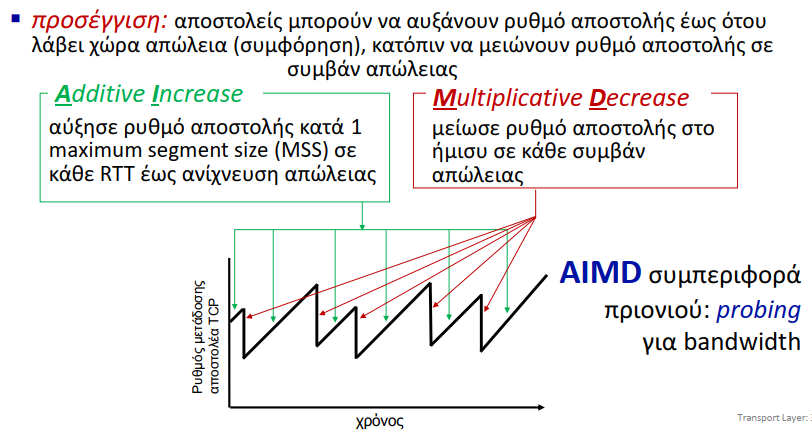 ▪ προσέγγιση: αποστολείς μπορούν να αυξάνουν ρυθμό αποστολής έως ότου
λάβει χώρα απώλεια (συμφόρηση), κατόπιν να μειώνουν ρυθμό αποστολής σε
συμβάν απώλειας
Additive Increase
αύξησε ρυθμό αποστολής κατά 1
maximum segment size (MSS) σε
κάθε RTT έως ανίχνευση απώλειας
Multiplicative Decrease
μείωσε ρυθμό αποστολής στο
ήμισυ σε κάθε συμβάν
απώλειας
AIMD συμπεριφορά
πριονιού: probing
για bandwidth
Ρυθμός μετάδοσης
αποστολέα TCP
χρόνος
Transport Layer: